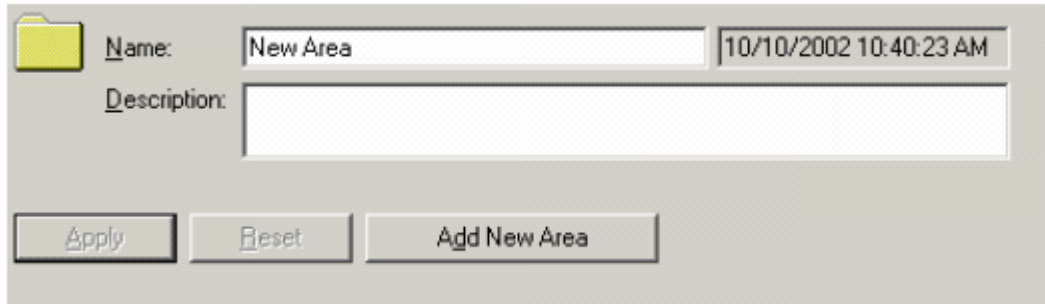 Name: New Area 10/10/2002 10:40:23 AM
Description:
Apply Reset Add New Area